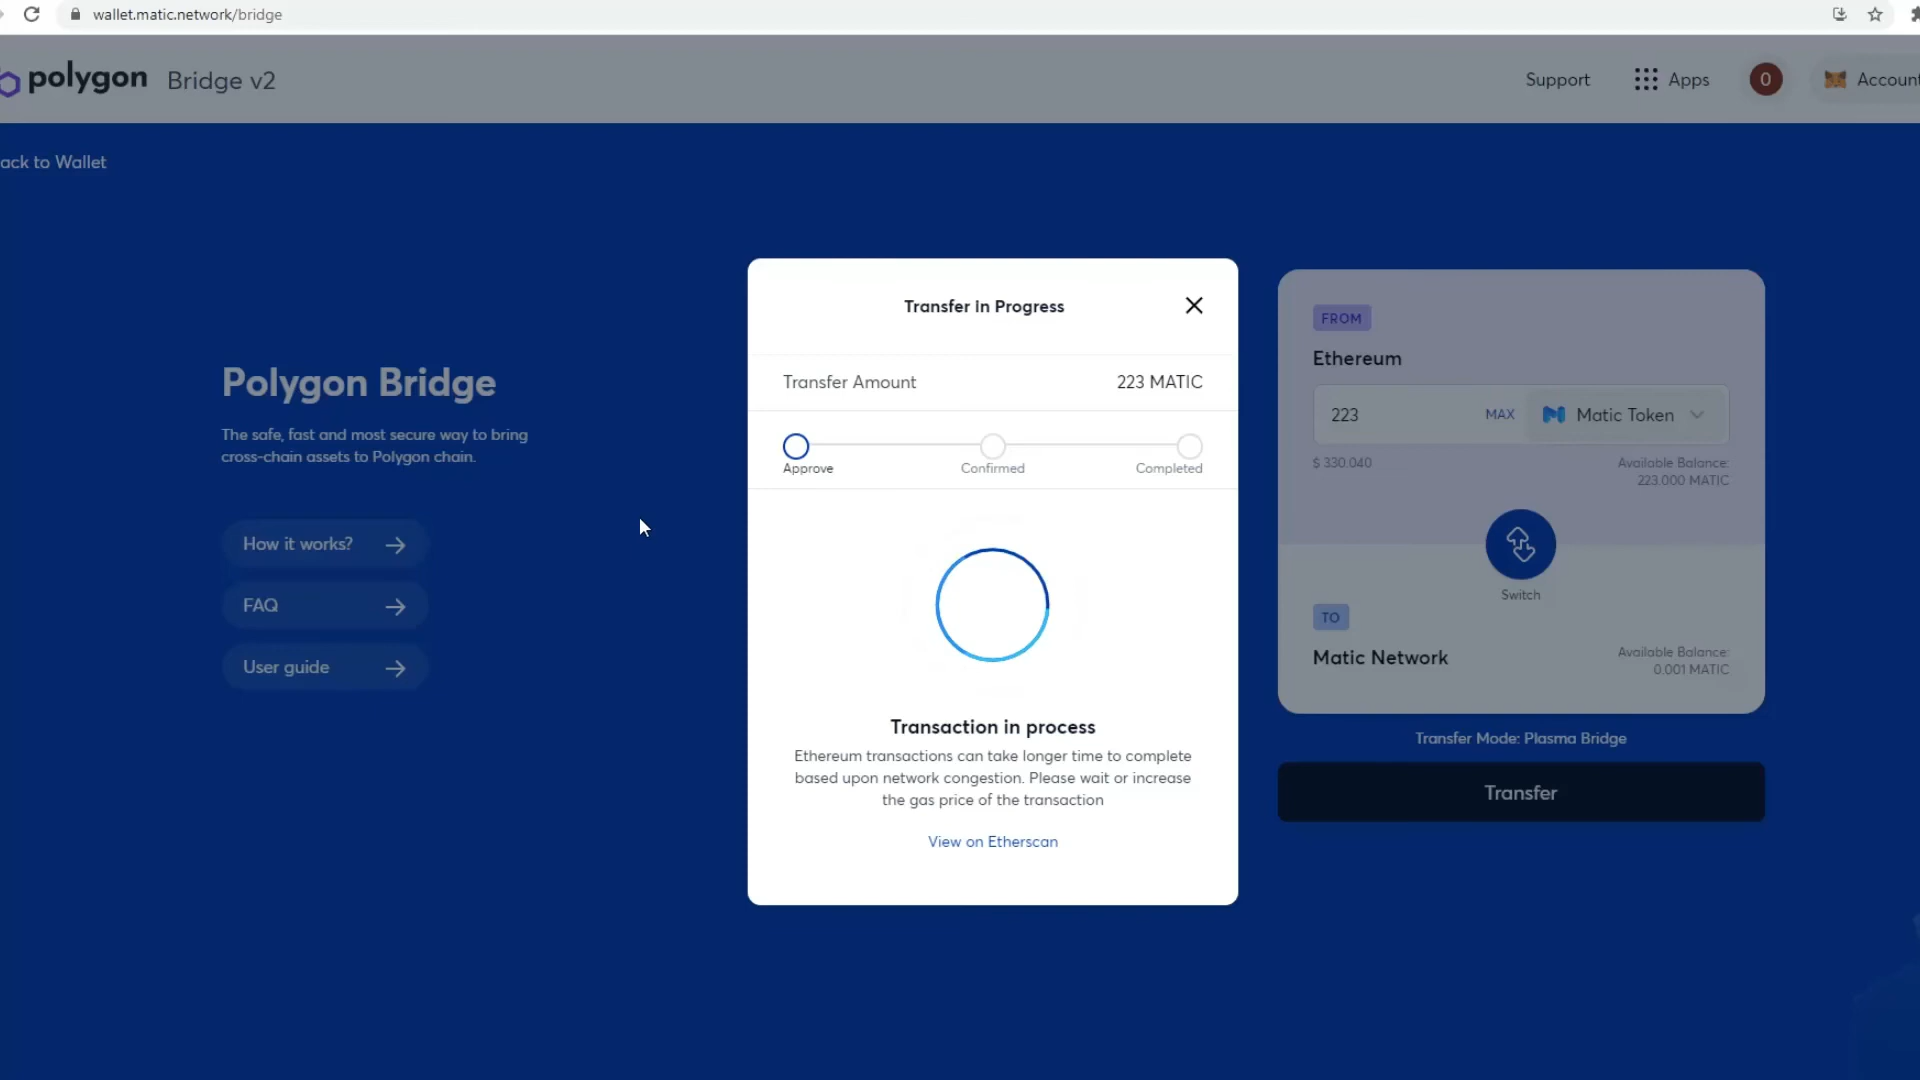 wallet.matic.network/bridge
polygon Bridge v2
Support
Apps
0
Account
ack to Wallet
Polygon Bridge
The safe, fast and most secure way to bring
cross-chain assets to Polygon chain.
How it works?
FAQ
User guide
Transfer in Progress
Transfer Amount 223 MATIC
Approve Confirmed Completed
Transaction in process
Ethereum transactions can take longer time to complete
based upon network congestion. Please wait or increase
the gas price of the transaction
View on Etherscan
FROM
Ethereum
223 MAX Matic Token
$ 330.040 Available Balance:
223.000 MATIC
Switch
TO
Matic Network Available Balance:
0.001 MATIC
Transfer Mode: Plasma Bridge
Transfer